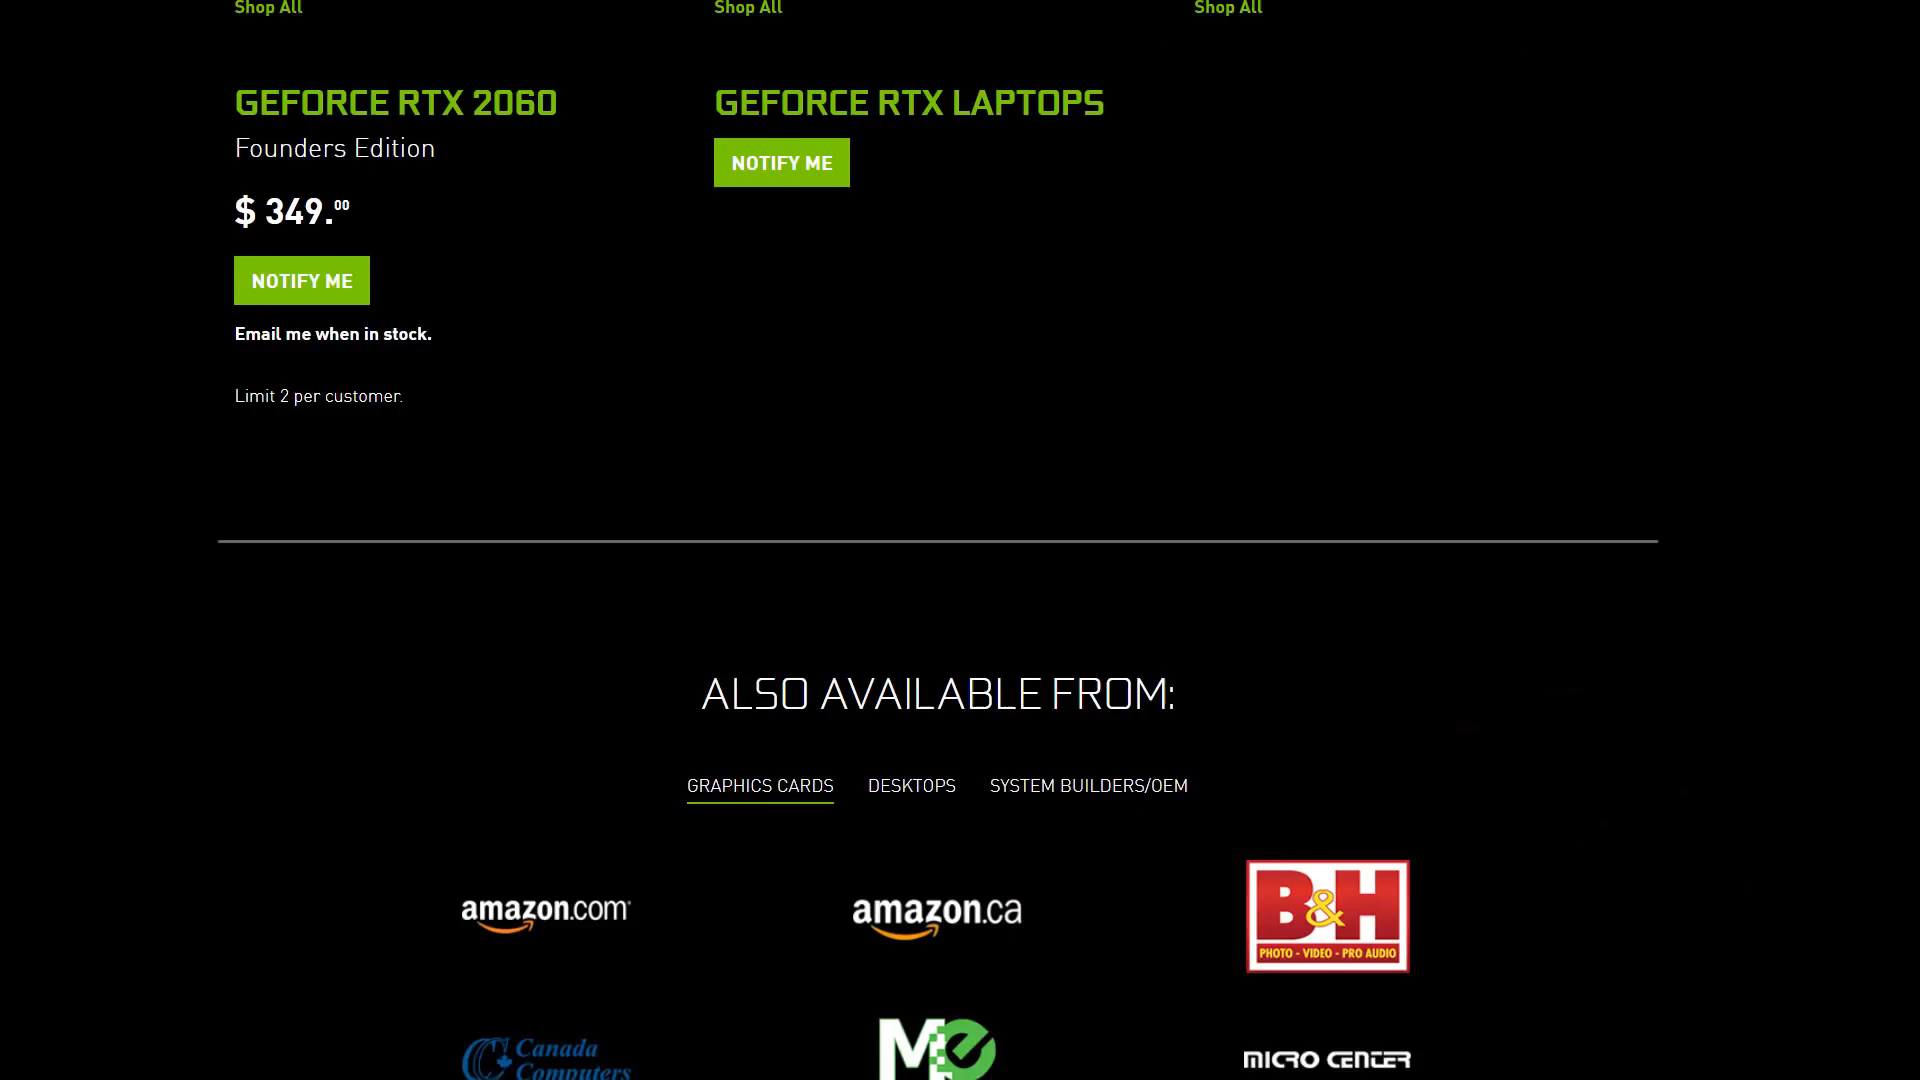 Shop All
Shop All
Shop All
GEFORCE RTX 2060
Founders Edition
$ 349.00
NOTIFY ME
Email me when in stock.
Limit 2 per customer.
GEFORCE RTX LAPTOPS
NOTIFY ME
ALSO AVAILABLE FROM:
GRAPHICS CARDS
DESKTOPS
SYSTEM BUILDERS/OEM
amazon.com
amazon.ca
B&H
PHOTO - VIDEO - PRO AUDIO
Canada
Computers
Me
MICRO CENTER